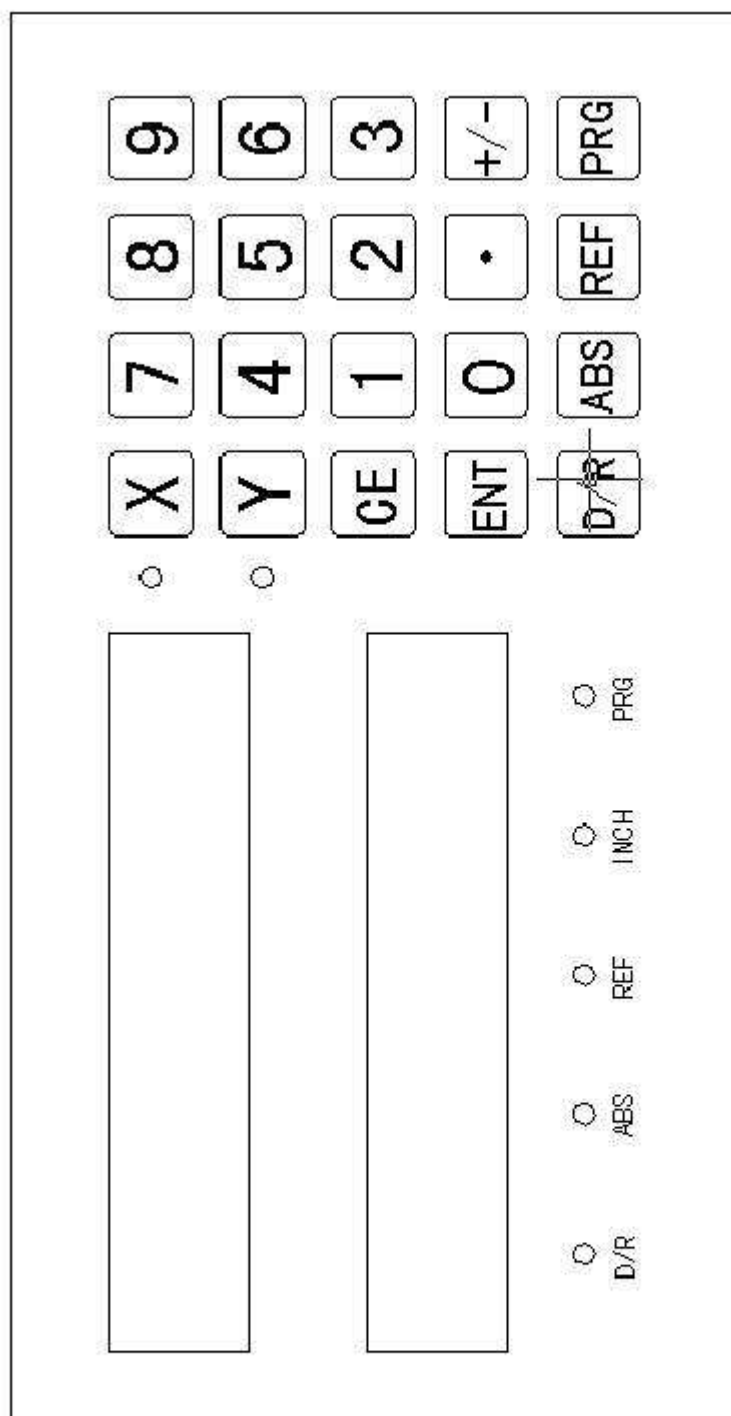 X 7 8 9
Y 4 5 6
CE 1 2 3
ENT 0 . +/-
D/R ABS REF PRG
D/R ABS REF INCH PRG